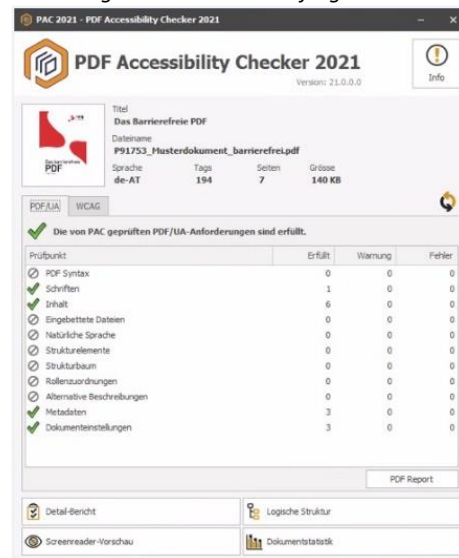 PAC 2021 - PDF Accessibility Checker 2021
PDF Accessibility Checker 2021
Version: 21.0.0.0
Info
Titel
Das Barrierefreie PDF
Dateiname
P91753_Musterdokument_barrierefrei.pdf
Sprache Tags Seiten Grösse
de-AT 194 7 140 KB
PDF
PDF/UA WCAG
Die von PAC geprüften PDF/UA-Anforderungen sind erfüllt.
Prüfpunkt Erfüllt Warnung Fehler
PDF Syntax 0 0 0
Schriften 1 0 0
Inhalt 6 0 0
Eingebettete Dateien 0 0 0
Natürliche Sprache 0 0 0
Strukturelemente 0 0 0
Strukturbaum 0 0 0
Rollenzuordnungen 0 0 0
Alternative Beschreibungen 0 0 0
Metadaten 3 0 0
Dokumenteinstellungen 3 0 0
PDF Report
Detail-Bericht Logische Struktur
Screenreader-Vorschau Dokumentstatistik